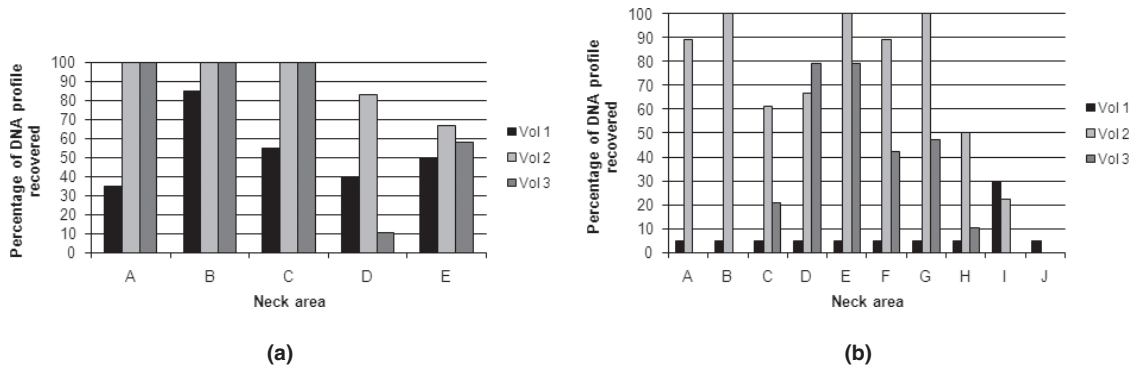 Percentage of DNA profile
recovered
100
90
80
70
60
50
40
30
20
10
0
A B C D E
Neck area
Vol 1
Vol 2
Vol 3
(a)
Percentage of DNA profile
recovered
100
90
80
70
60
50
40
30
20
10
0
A B C D E F G H I J
Neck area
Vol 1
Vol 2
Vol 3
(b)